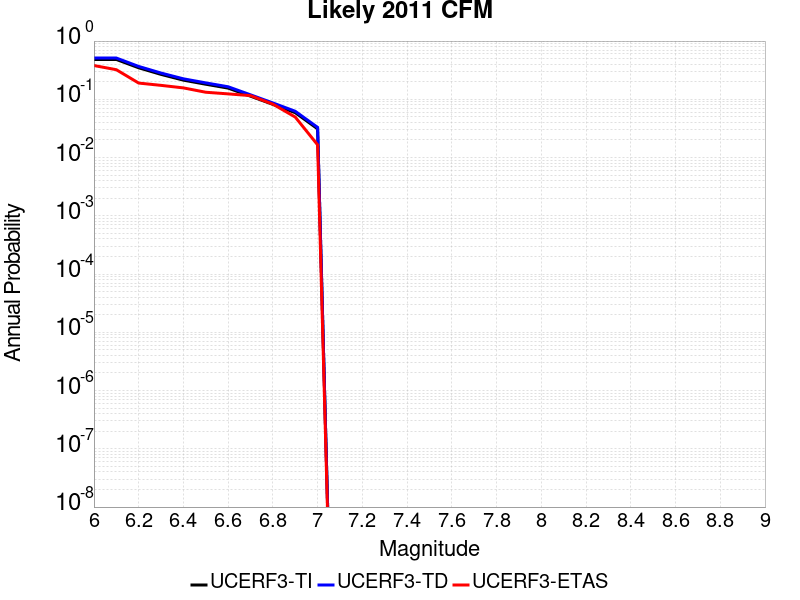 Likely 2011 CFM
Annual Probability
10^0
10^-1
10^-2
10^-3
10^-4
10^-5
10^-6
10^-7
10^-8
6 6.2 6.4 6.6 6.8 7 7.2 7.4 7.6 7.8 8 8.2 8.4 8.6 8.8 9
Magnitude
UCERF3-TI UCERF3-TD UCERF3-ETAS